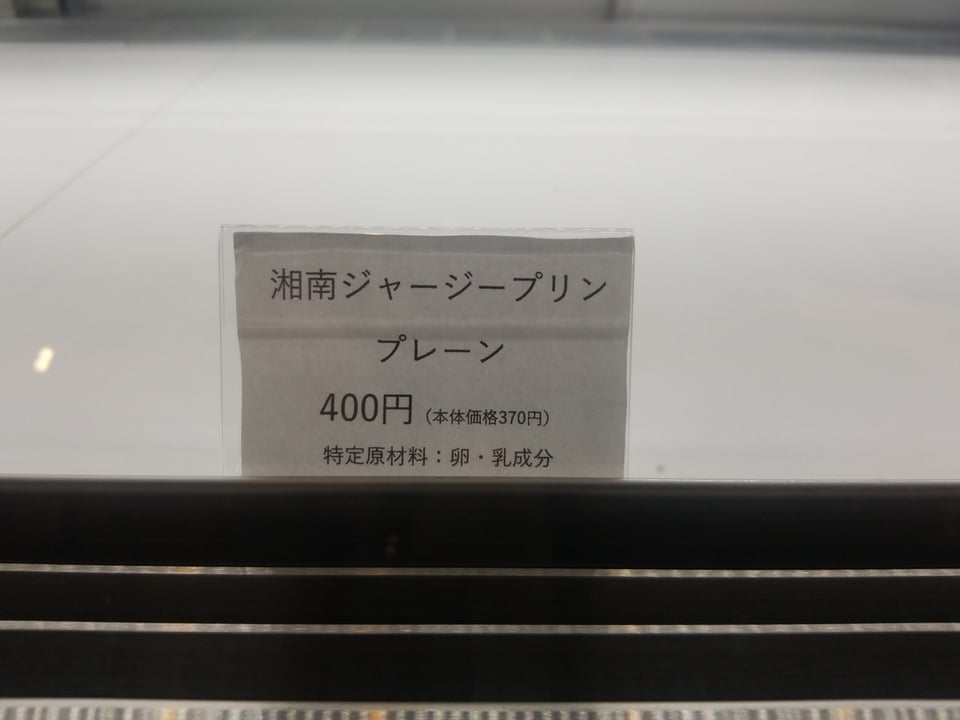 湘南ジャージープリン
プレーン
400円（本体価格370円）
特定原材料：卵・乳成分